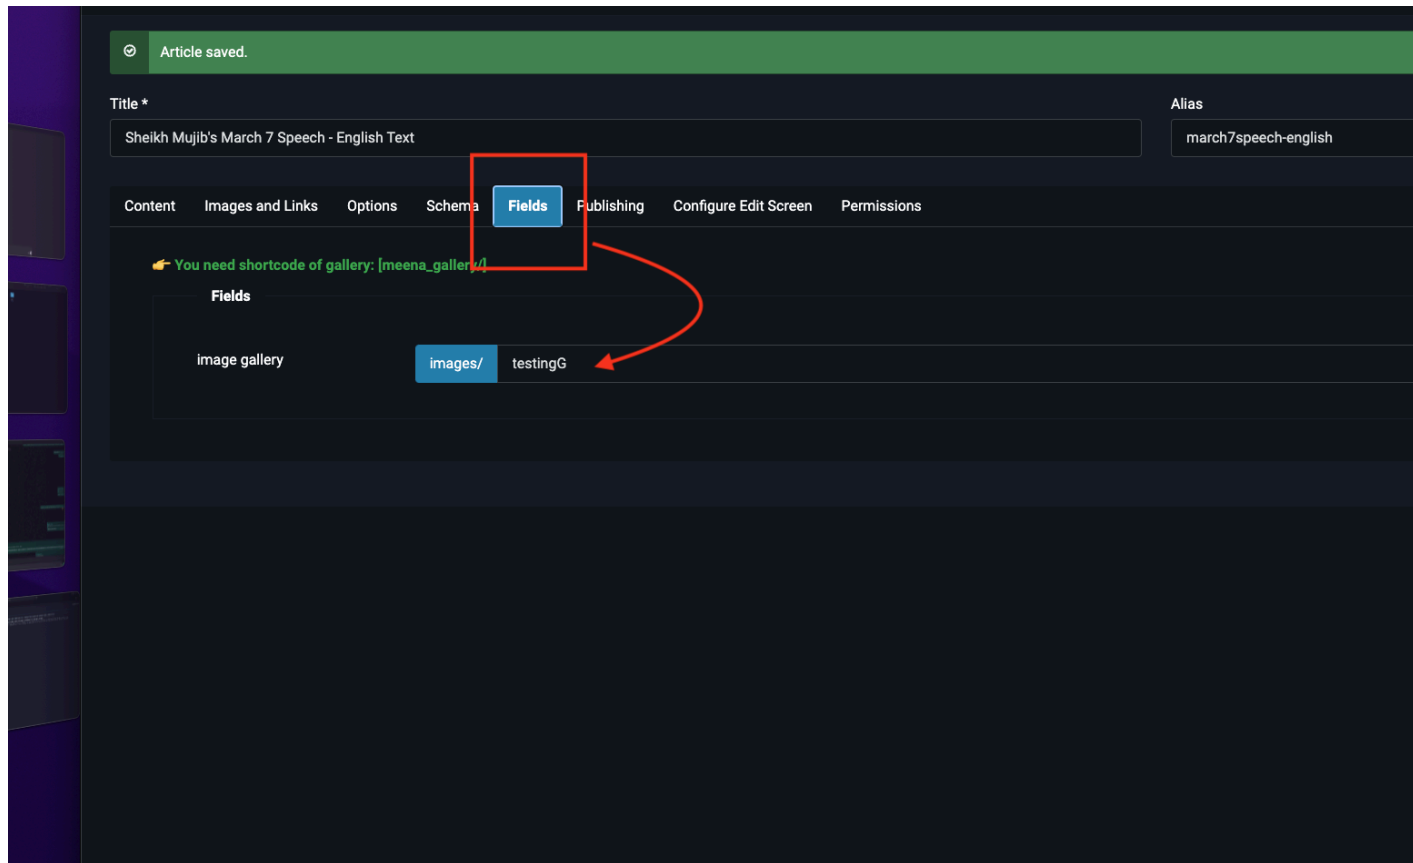 Article saved.
Title *
Alias
Sheikh Mujib's March 7 Speech - English Text
march7speech-english
Content Images and Links Options Schema Fields Publishing Configure Edit Screen Permissions
👉 You need shortcode of gallery: [meena_gallery/]
Fields
image gallery
images/ testingG